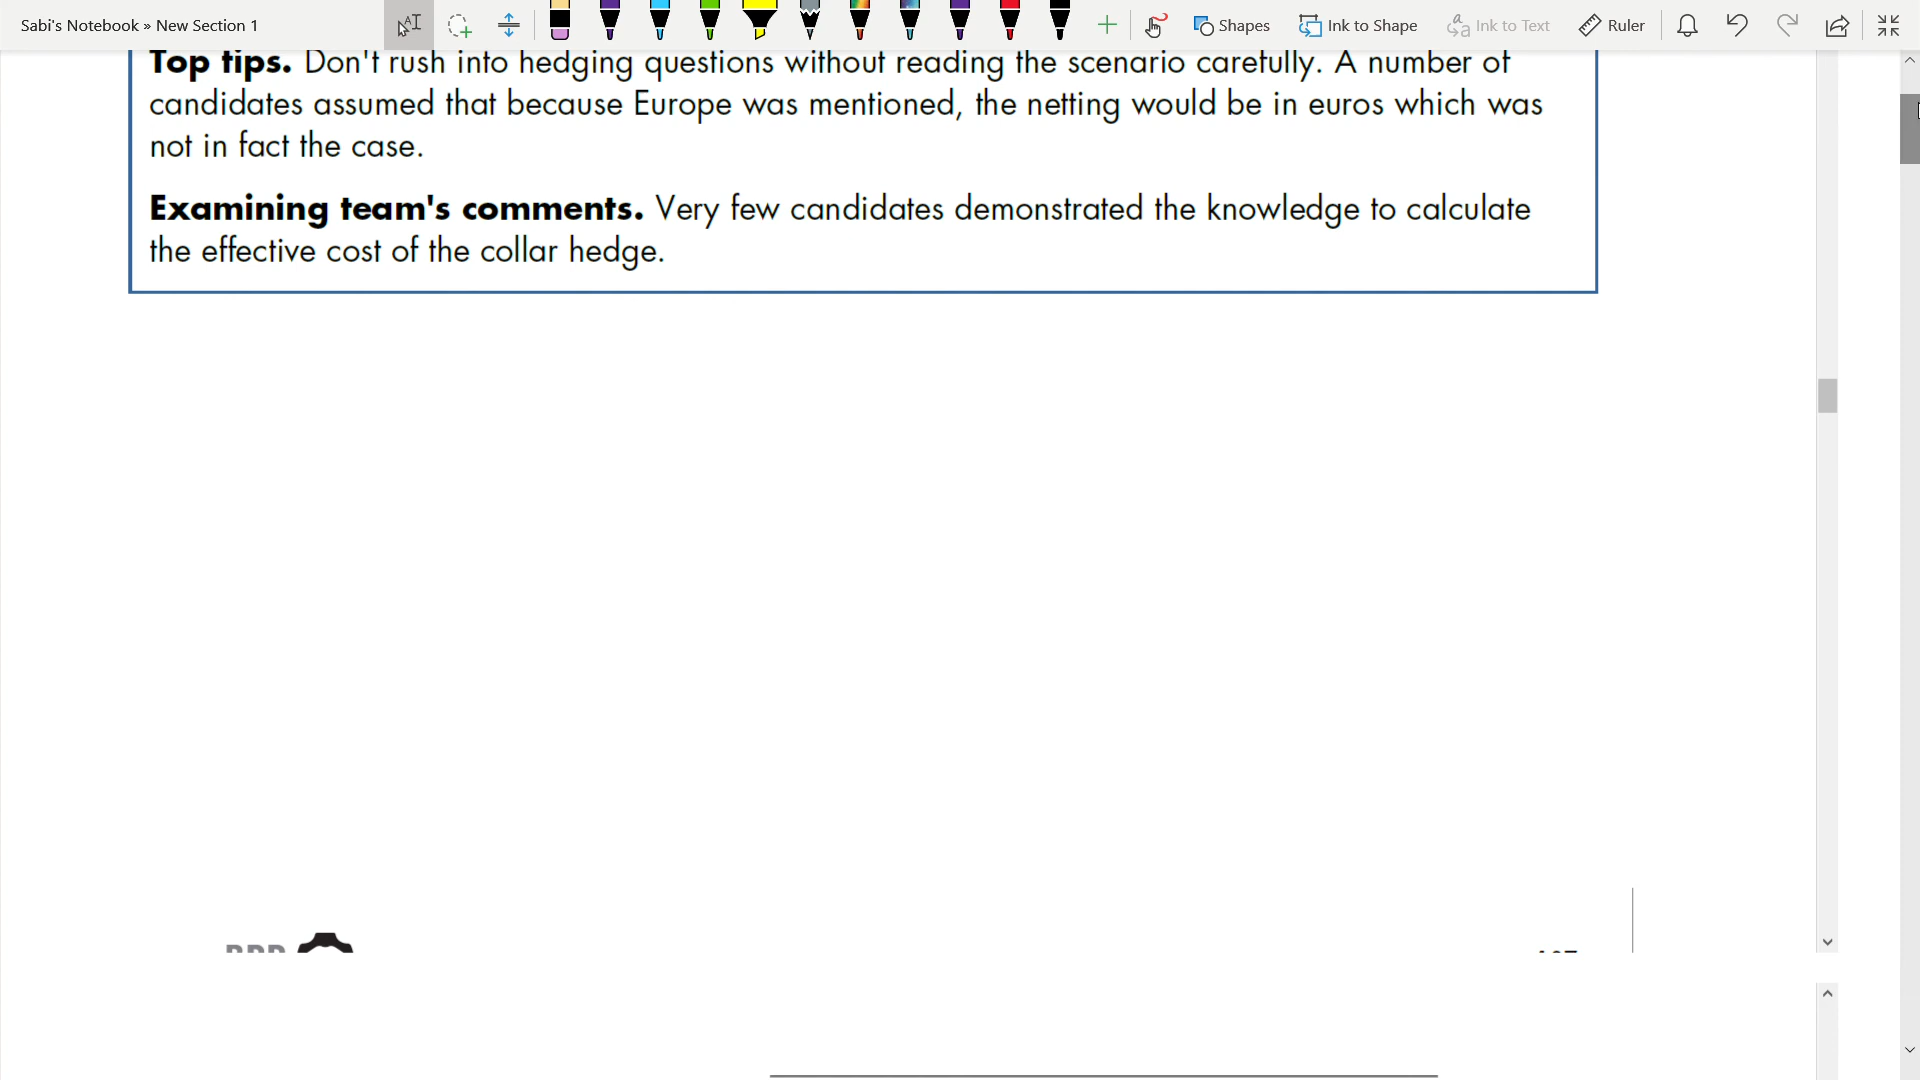 Sabi's Notebook » New Section 1
Shapes
Ink to Shape
Ink to Text
Ruler
Top tips. Don't rush into hedging questions without reading the scenario carefully. A number of
candidates assumed that because Europe was mentioned, the netting would be in euros which was
not in fact the case.
Examining team's comments. Very few candidates demonstrated the knowledge to calculate
the effective cost of the collar hedge.